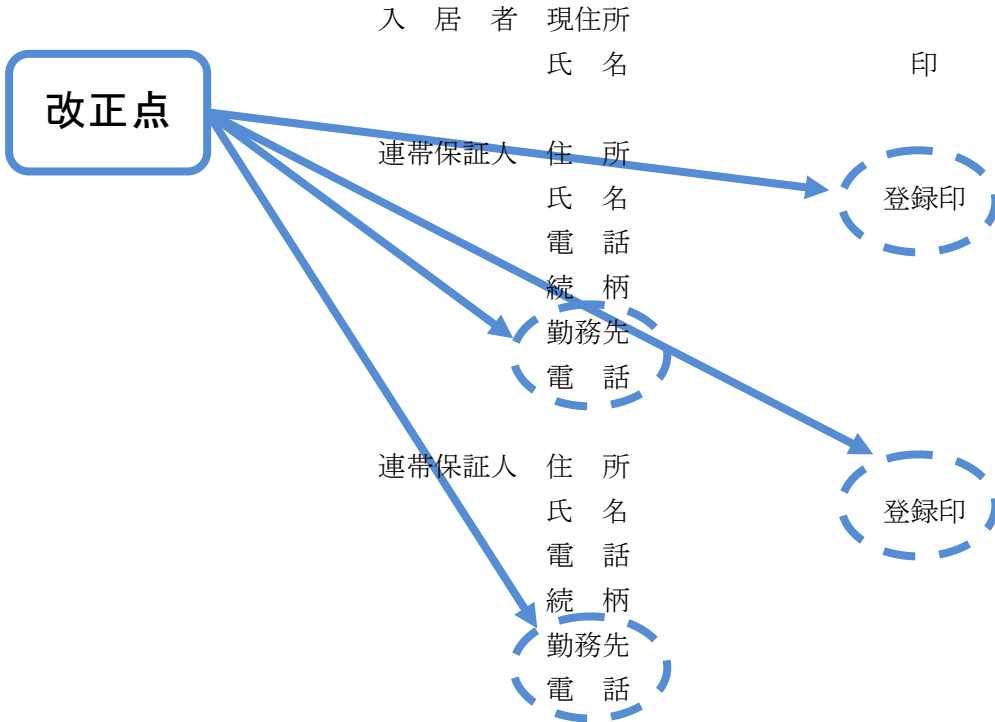 入　居　者　現住所
氏　名　　　　　　　　　　印
改正点
連帯保証人　住　所
氏　名　　　　　　　　　登録印
電　話
続　柄
勤務先
電　話
連帯保証人　住　所
氏　名　　　　　　　　　登録印
電　話
続　柄
勤務先
電　話